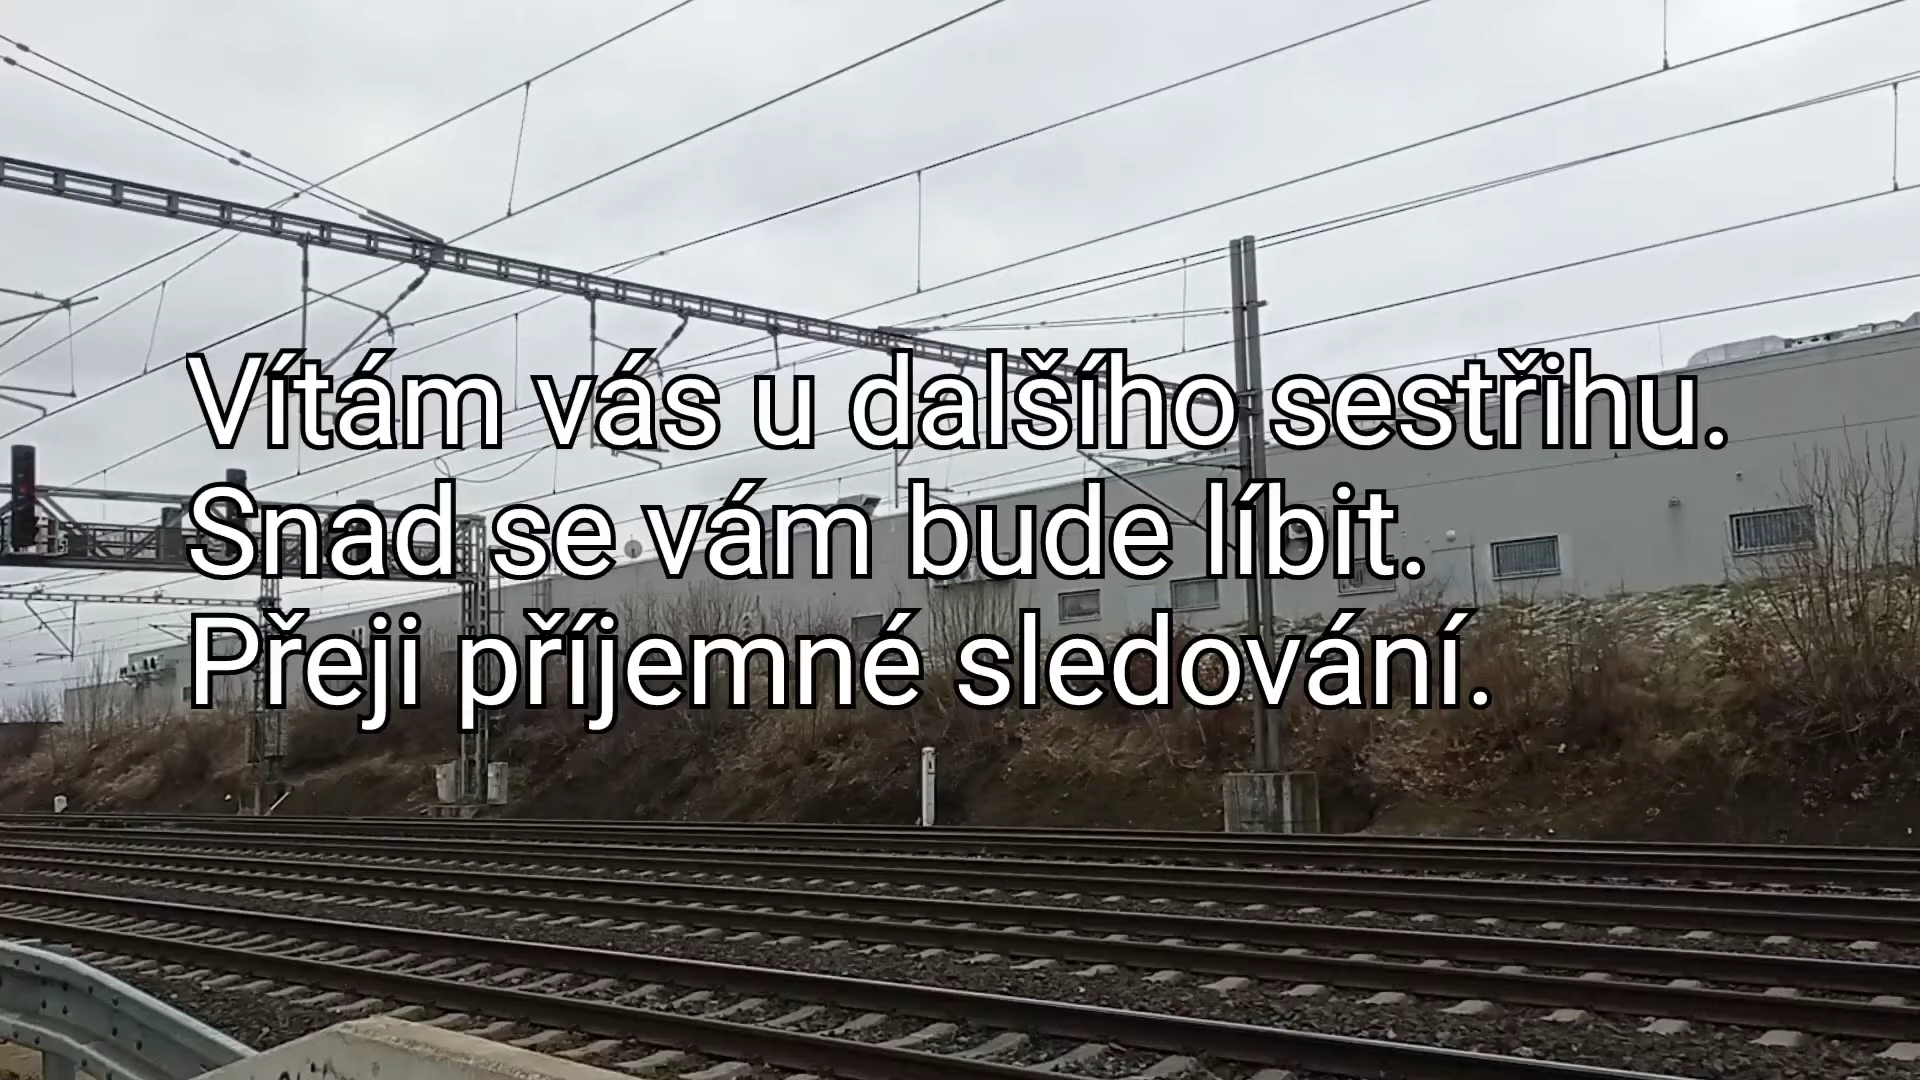 Vítám vás u dalšího sestřihu.
Snad se vám bude líbit.
Přeji příjemné sledování.